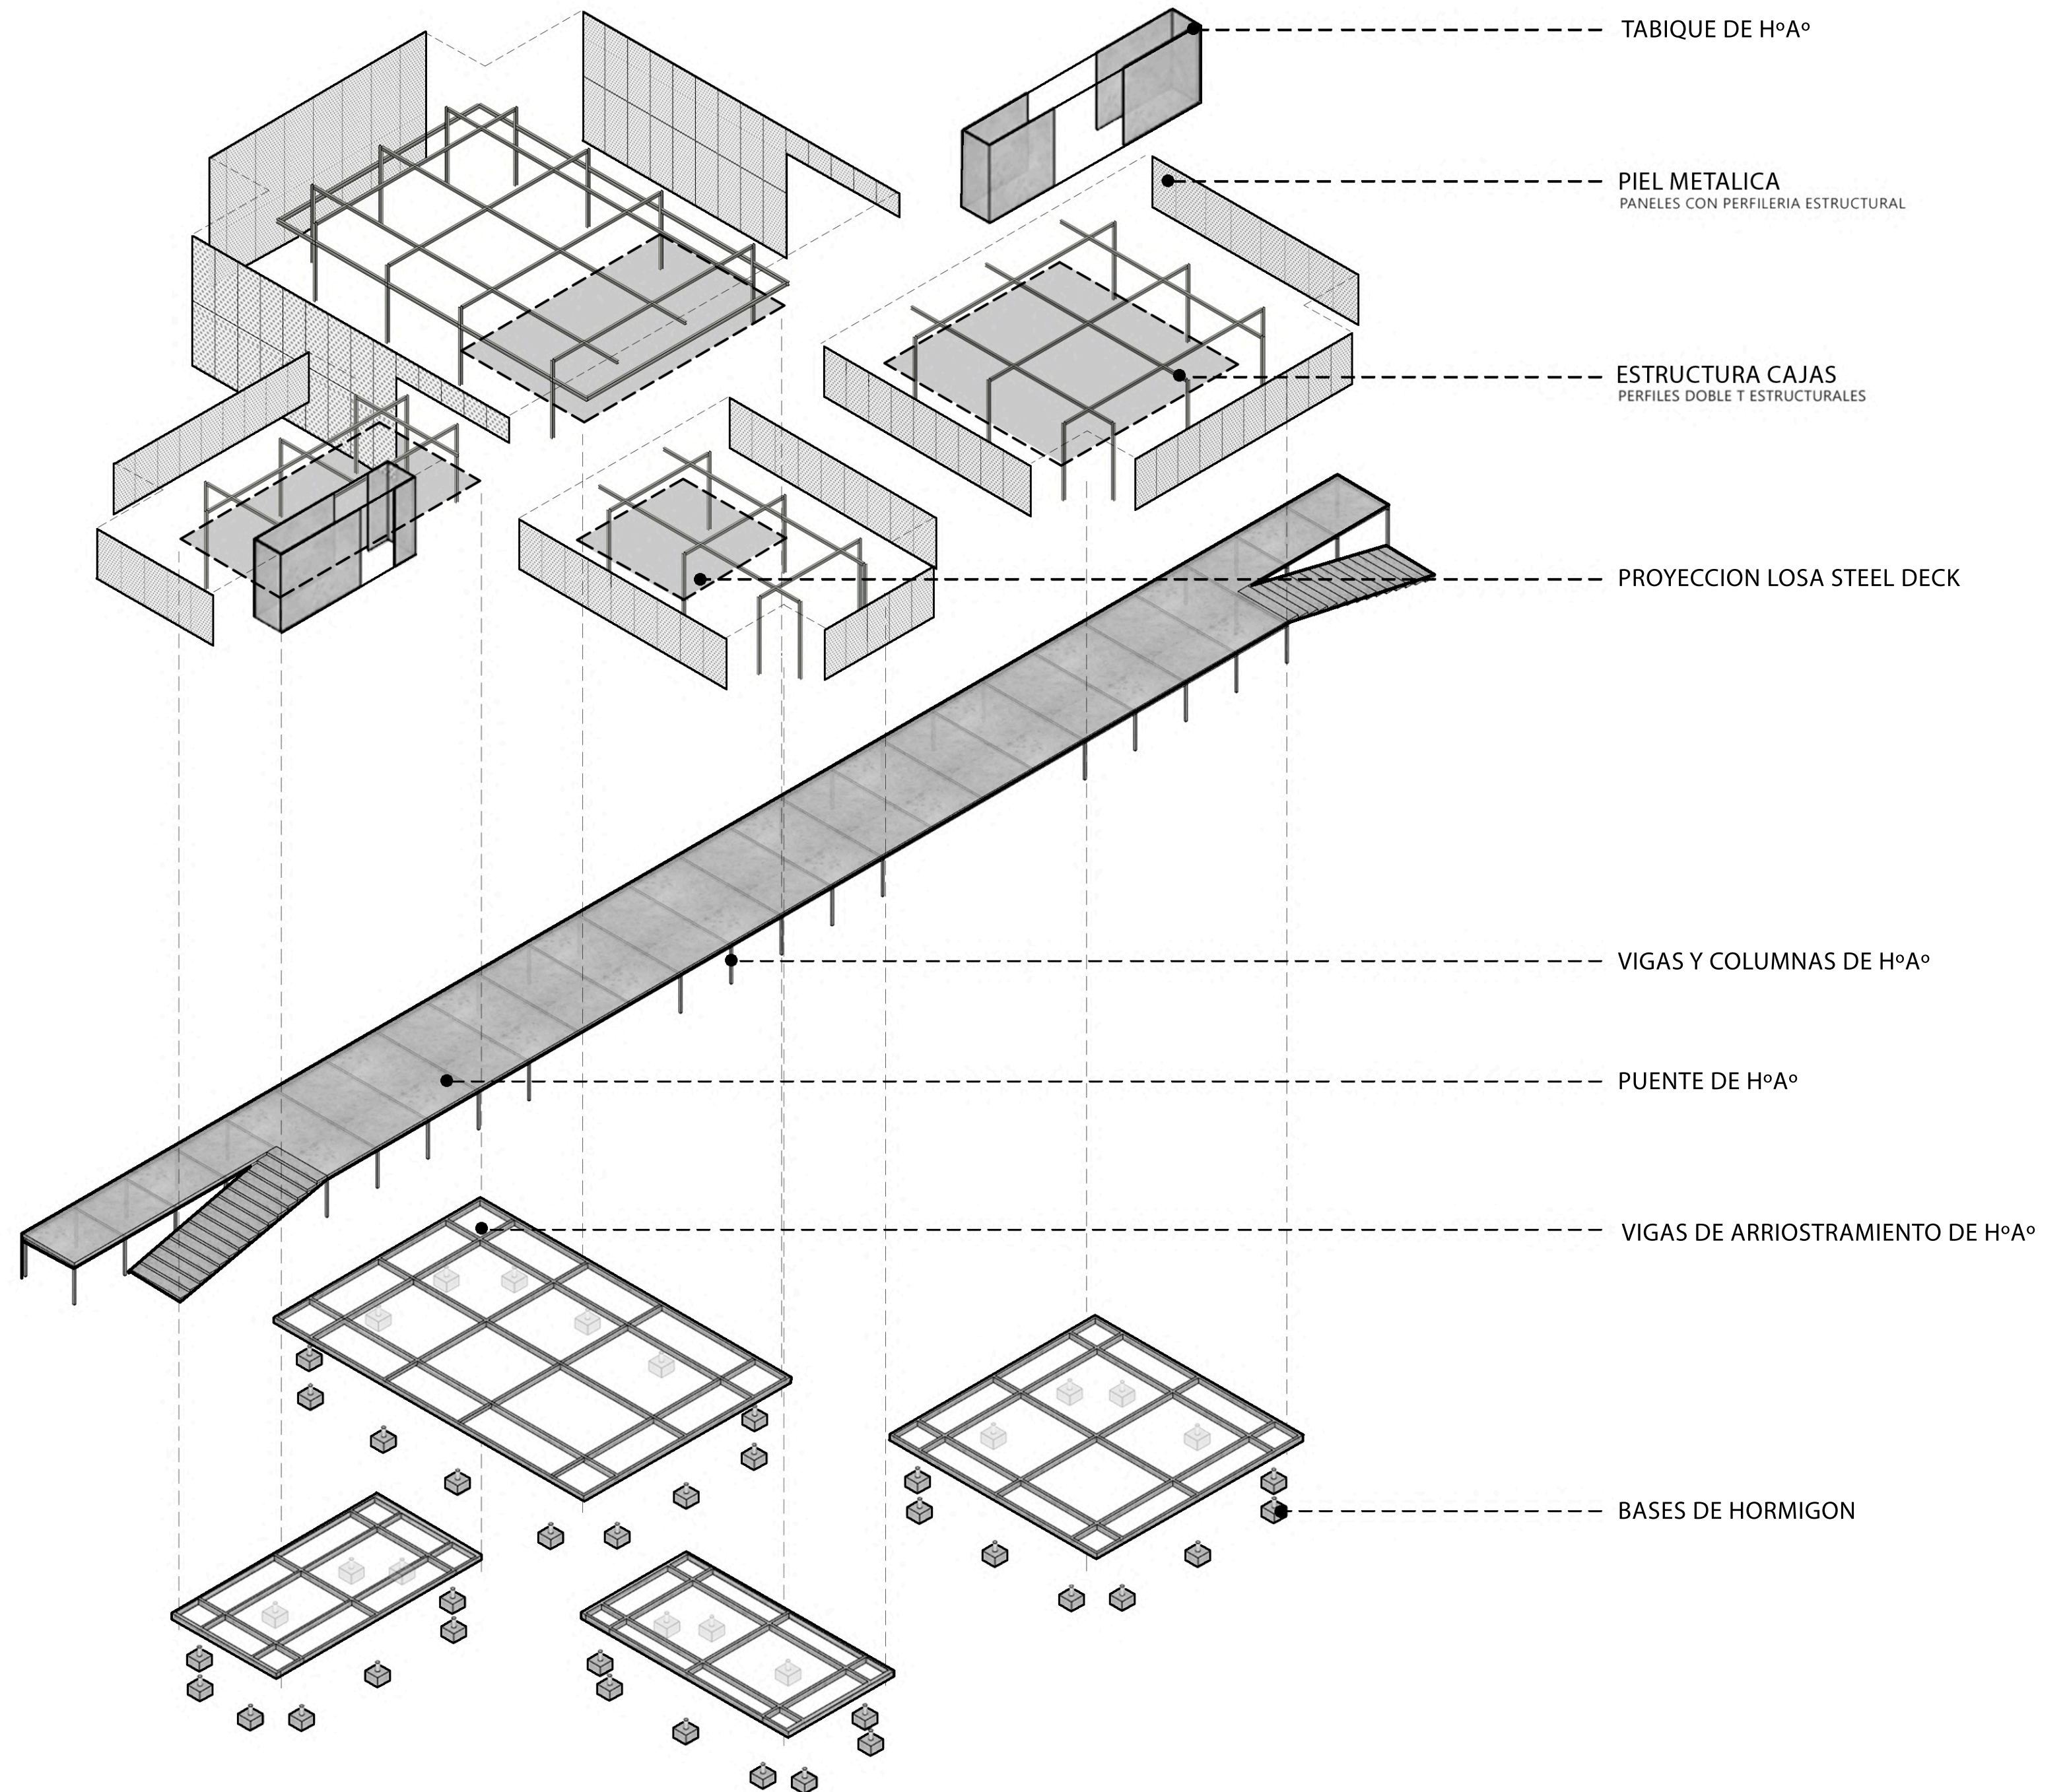 TABIQUE DE HºAº
PIEL METALICA
PANELES CON PERFILERIA ESTRUCTURAL
ESTRUCTURA CAJAS
PERFILES DOBLE T ESTRUCTURALES
PROYECCION LOSA STEEL DECK
VIGAS Y COLUMNAS DE HºAº
PUENTE DE HºAº
VIGAS DE ARRIOSTRAMIENTO DE HºAº
BASES DE HORMIGON